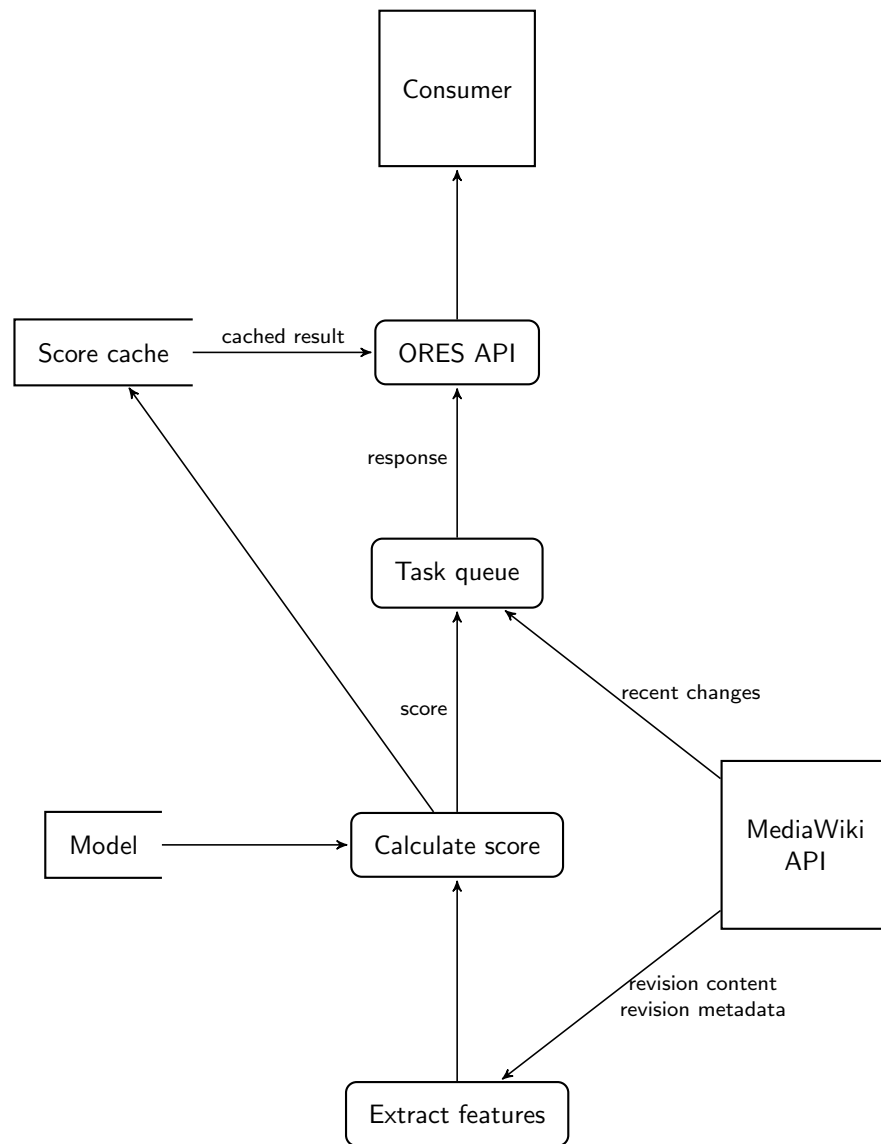 Consumer
cached result
Score cache
ORES API
response
Task queue
recent changes
score
MediaWiki
API
Model
Calculate score
revision content
revision metadata
Extract features